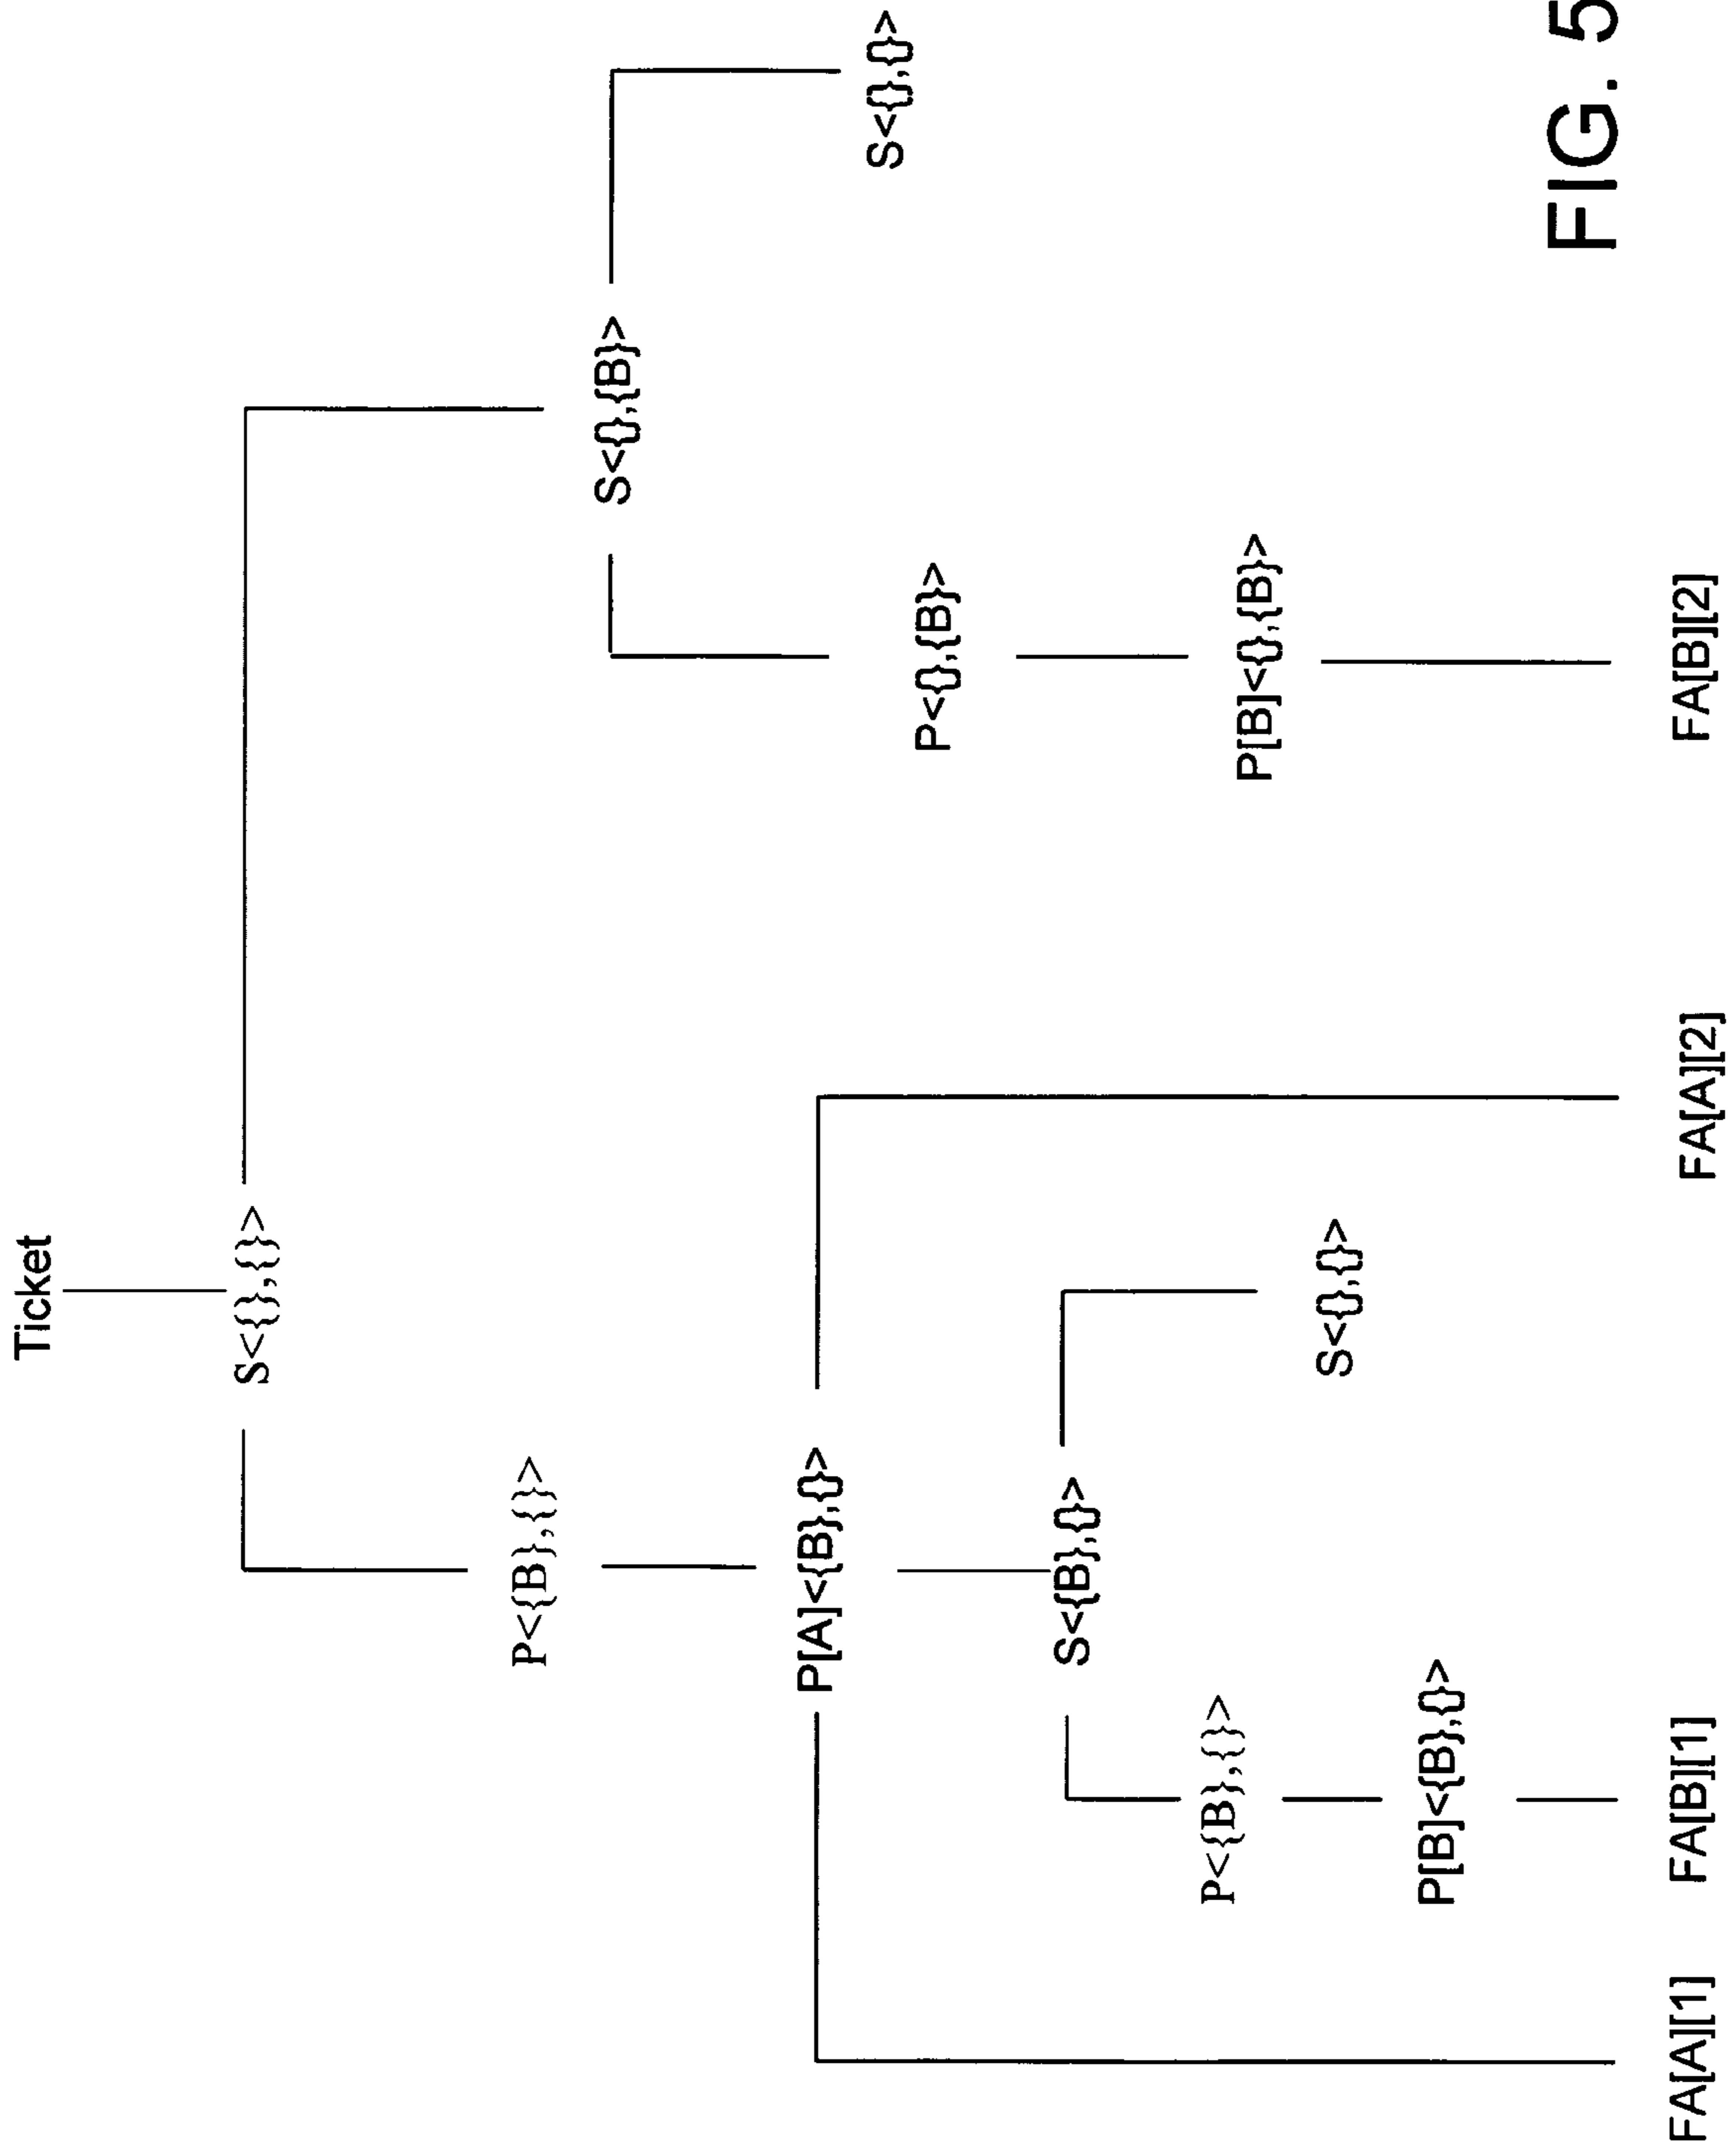 Ticket
S<{},{}>
P<{B},{}>
S<{},{B}>
P[A]<{B},{}>
S<{},{}>
P<{},{B}>
S<{B},{}>
P<{B},{}>
P[B]<{},{B}>
S<{},{}>
P[B]<{B},{}>
FA[A][1]
FA[B][1]
FA[A][2]
FA[B][2]
FIG. 5